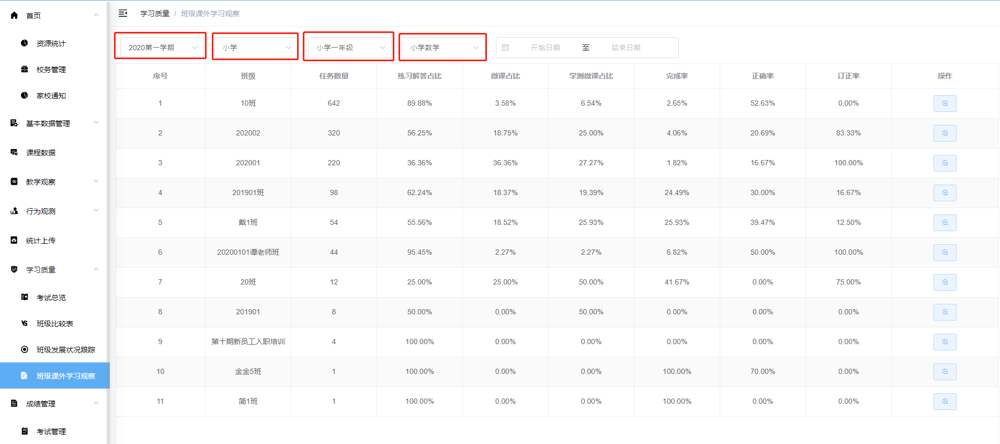 首页
资源统计
校务管理
家校通知
基本数据管理
课程数据
教学观察
行为观测
统计上传
学习质量
考试总览
VS 班级比较表
班级发展状况跟踪
班级课外学习观察
成绩管理
考试管理
学习质量 / 班级课外学习观察
2020第一学期 小学 小学一年级 小学数学 开始日期 至 结束日期
序号 班级 任务数量 练习解答占比 微课占比 学测微课占比 完成率 正确率 订正率 操作
1 10班 642 89.88% 3.58% 6.54% 2.65% 52.63% 0.00%
2 202002 320 56.25% 18.75% 25.00% 4.06% 20.69% 83.33%
3 202001 220 36.36% 36.36% 27.27% 1.82% 16.67% 100.00%
4 201901班 98 62.24% 18.37% 19.39% 24.49% 30.00% 16.67%
5 戴1班 54 55.56% 18.52% 25.93% 25.93% 39.47% 12.50%
6 20200101谭老师班 44 95.45% 2.27% 2.27% 6.82% 50.00% 100.00%
7 20班 12 25.00% 25.00% 50.00% 41.67% 0.00% 75.00%
8 201901 8 50.00% 0.00% 50.00% 0.00% 0.00% 0.00%
9 第十期新员工入职培训 4 100.00% 0.00% 0.00% 0.00% 0.00% 0.00%
10 金金5班 1 100.00% 0.00% 0.00% 100.00% 70.00% 0.00%
11 简1班 1 100.00% 0.00% 0.00% 100.00% 0.00% 0.00%